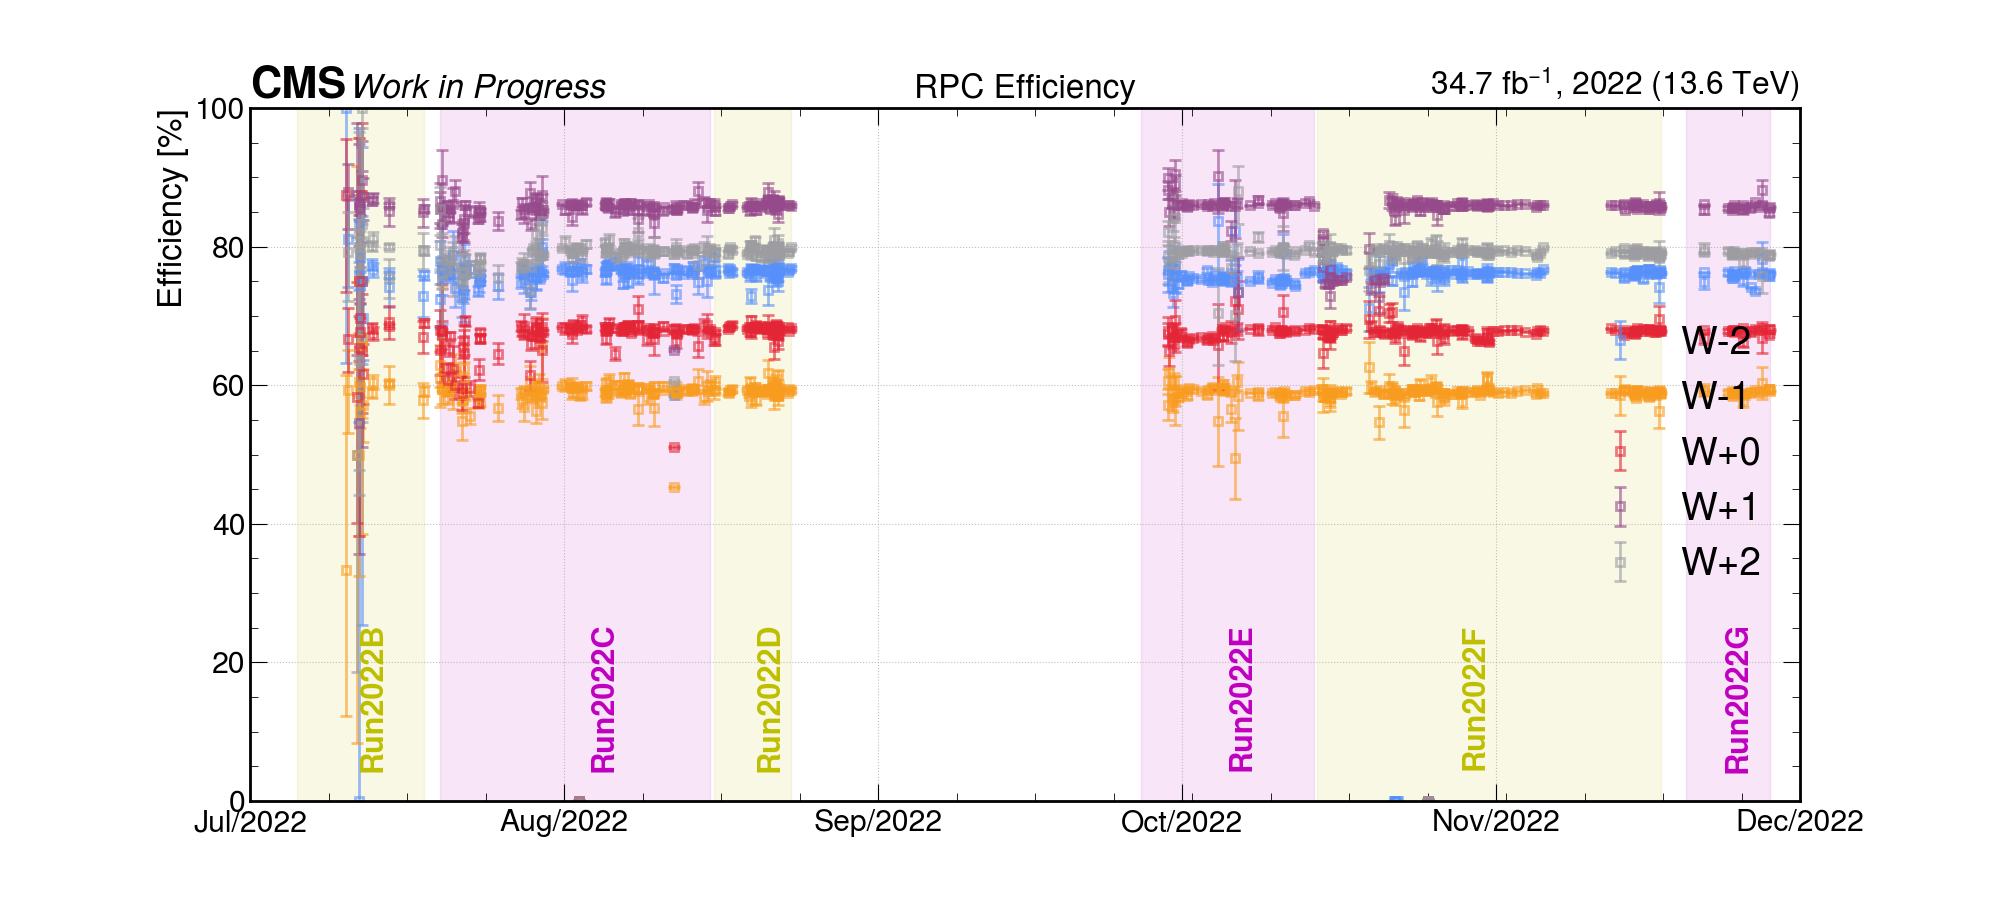 CMS Work in Progress RPC Efficiency 34.7 fb⁻¹, 2022 (13.6 TeV)
Efficiency [%]
100
80
60
40
20
0
W-2
W-1
W+0
W+1
W+2
Run2022B
Run2022C
Run2022D
Run2022E
Run2022F
Run2022G
Jul/2022 Aug/2022 Sep/2022 Oct/2022 Nov/2022 Dec/2022